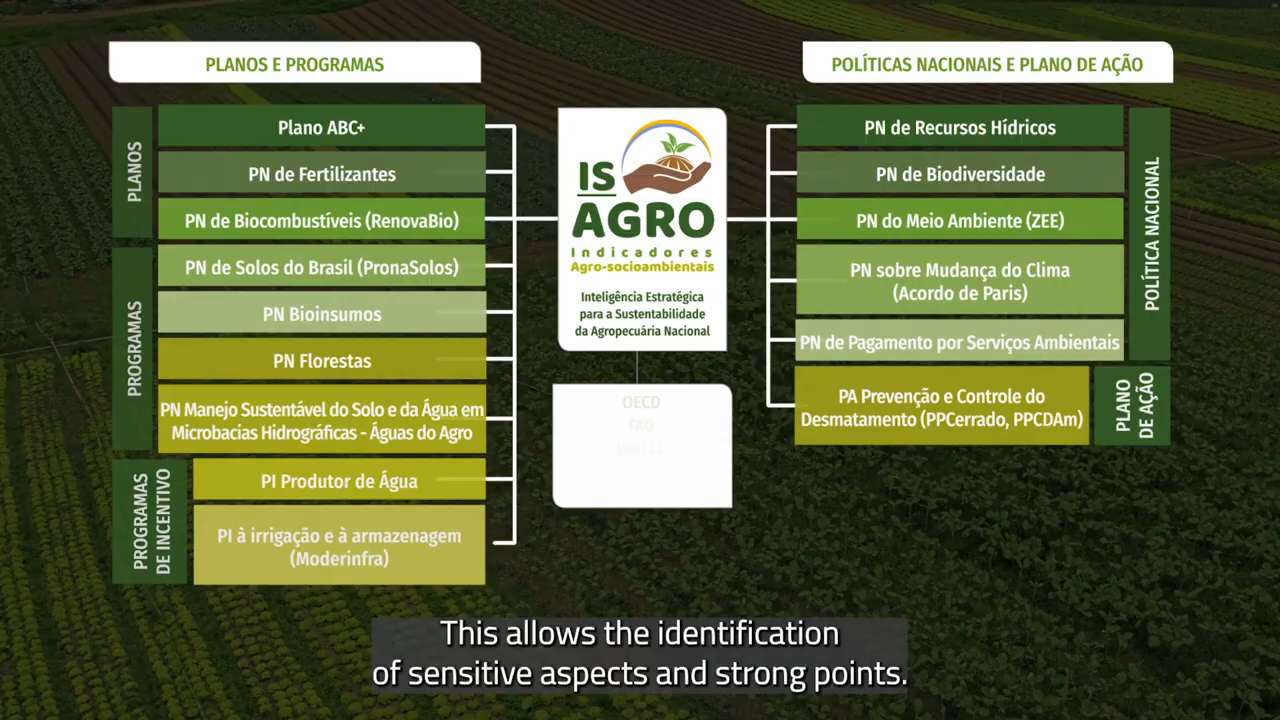 PLANOS E PROGRAMAS
PLANOS
Plano ABC+
PN de Fertilizantes
PN de Biocombustíveis (RenovaBio)
PROGRAMAS
PN de Solos do Brasil (PronaSolos)
PN Bioinsumos
PN Florestas
PN Manejo Sustentável do Solo e da Água em
Microbacias Hidrográficas - Águas do Agro
PROGRAMAS
DE INCENTIVO
PI Produtor de Água
PI à irrigação e à armazenagem
(Moderinfra)
IS
AGRO
Indicadores
Agro-socioambientais
Inteligência Estratégica
para a Sustentabilidade
da Agropecuária Nacional
OECD
FAO
POLÍTICAS NACIONAIS E PLANO DE AÇÃO
PN de Recursos Hídricos
PN de Biodiversidade
PN do Meio Ambiente (ZEE)
PN sobre Mudança do Clima
(Acordo de Paris)
PN de Pagamento por Serviços Ambientais
POLÍTICA NACIONAL
PA Prevenção e Controle do
Desmatamento (PPCerrado, PPCDAm)
PLANO
DE AÇÃO
This allows the identification
of sensitive aspects and strong points.